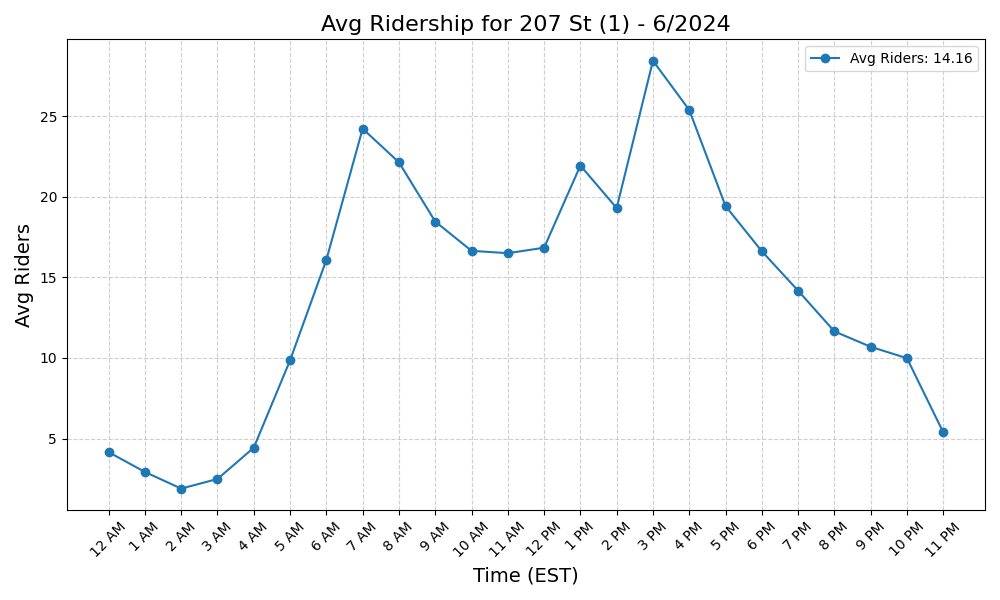 Avg Ridership for 207 St (1) - 6/2024
Avg Riders: 14.16
Avg Riders
25
20
15
10
5
12 AM
1 AM
2 AM
3 AM
4 AM
5 AM
6 AM
7 AM
8 AM
9 AM
10 AM
11 AM
12 PM
1 PM
2 PM
3 PM
4 PM
5 PM
6 PM
7 PM
8 PM
9 PM
10 PM
11 PM
Time (EST)